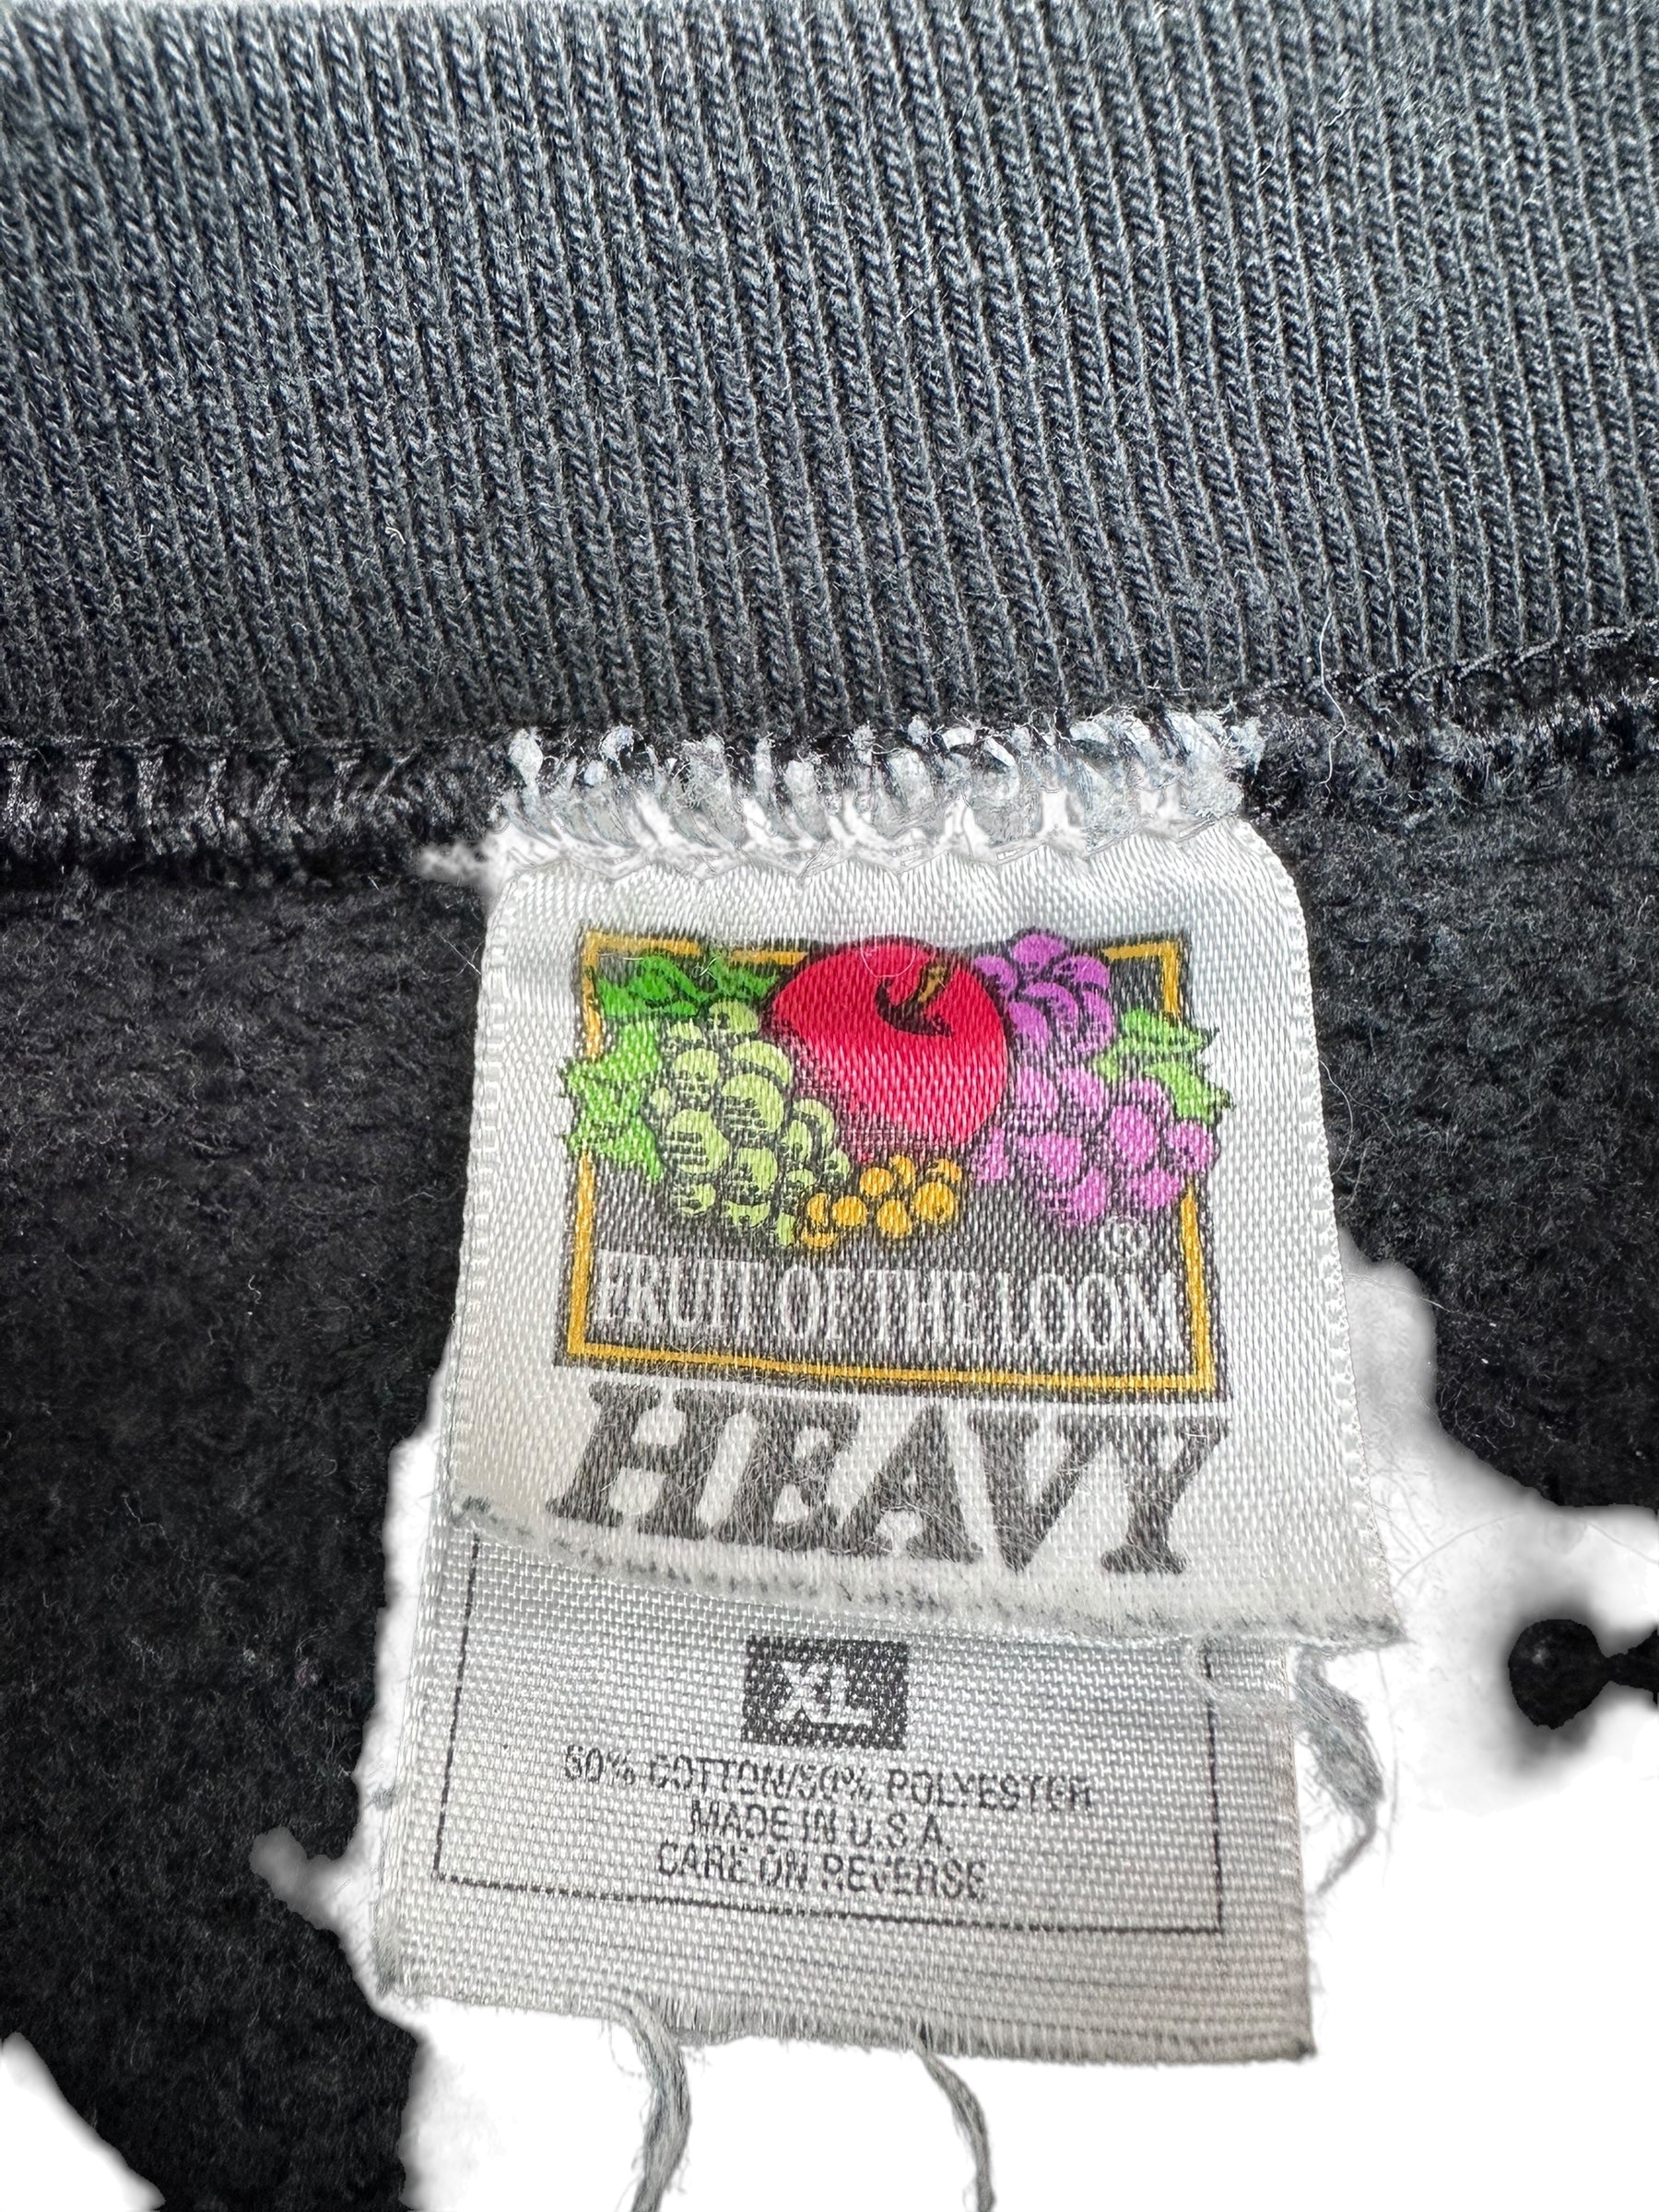 ®
FRUIT OF THE LOOM
HEAVY
XL
50% COTTON/50% POLYESTER
MADE IN U.S.A.
CARE ON REVERSE